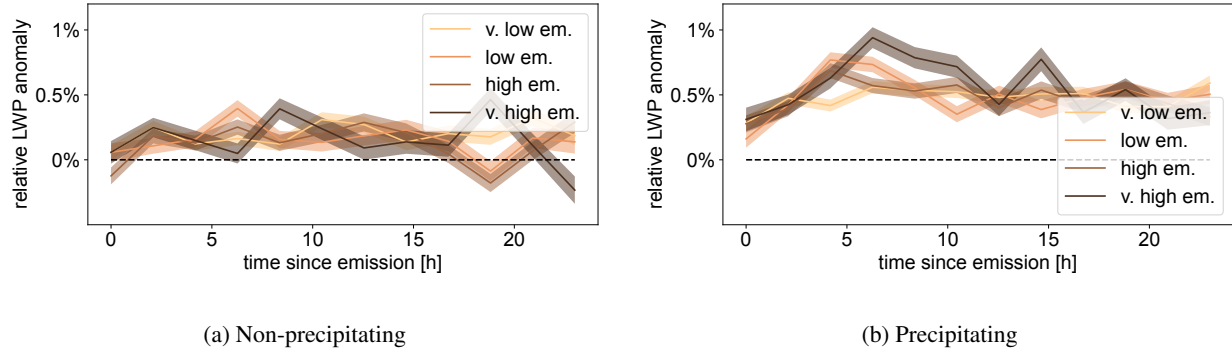 1%
0.5%
0%
relative LWP anomaly
v. low em.
low em.
high em.
v. high em.
0 5 10 15 20
time since emission [h]
(a) Non-precipitating
1%
0.5%
0%
relative LWP anomaly
v. low em.
low em.
high em.
v. high em.
0 5 10 15 20
time since emission [h]
(b) Precipitating